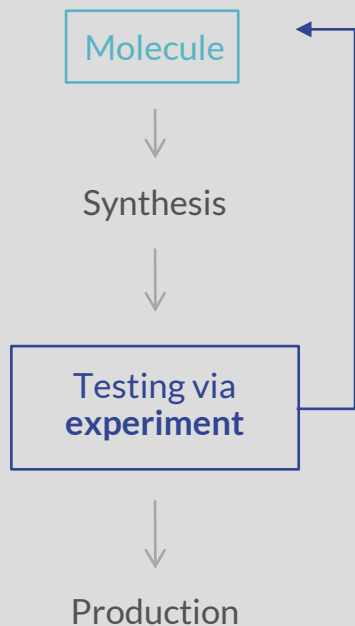 Molecule
Synthesis
Testing via
experiment
Production